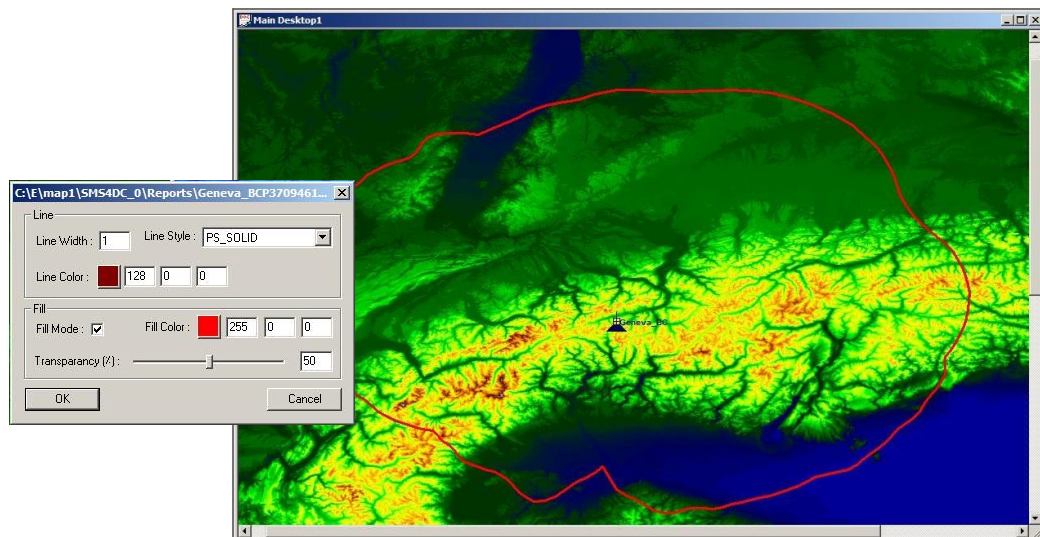 Main Desktop1
C:\E\map1\SMS4DC_0\Reports\Geneva_BCP3709461...
Line
Line Width : 1 Line Style : PS_SOLID
Line Color : 128 0 0
Fill
Fill Mode : Fill Color : 255 0 0
Transparancy (%) : 50
OK Cancel
Geneva_BC